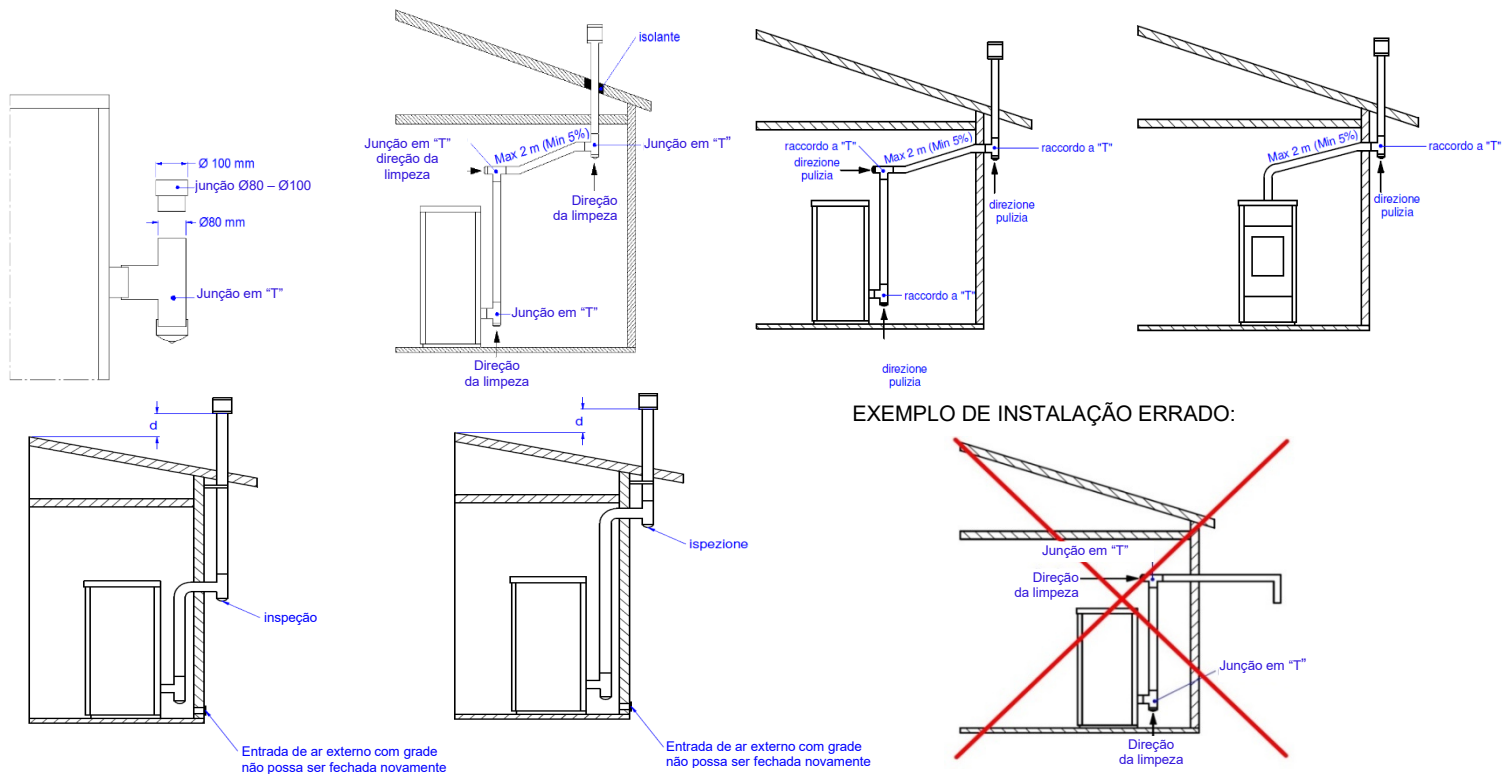 Ø 100 mm
junção Ø80 – Ø100
Ø80 mm
Junção em “T”
isolante
Junção em “T”
direção da
limpeza
Max 2 m (Min 5%)
Junção em “T”
Direção
da limpeza
Junção em “T”
Direção
da limpeza
raccordo a "T"
direzione
pulizia
Max 2 m (Min 5%)
raccordo a "T"
direzione
pulizia
raccordo a "T"
direzione
pulizia
Max 2 m (Min 5%)
raccordo a "T"
direzione
pulizia
d
inspeção
Entrada de ar externo com grade
não possa ser fechada novamente
d
ispezione
Entrada de ar externo com grade
não possa ser fechada novamente
EXEMPLO DE INSTALAÇÃO ERRADO:
Junção em “T”
Direção
da limpeza
Junção em “T”
Direção
da limpeza